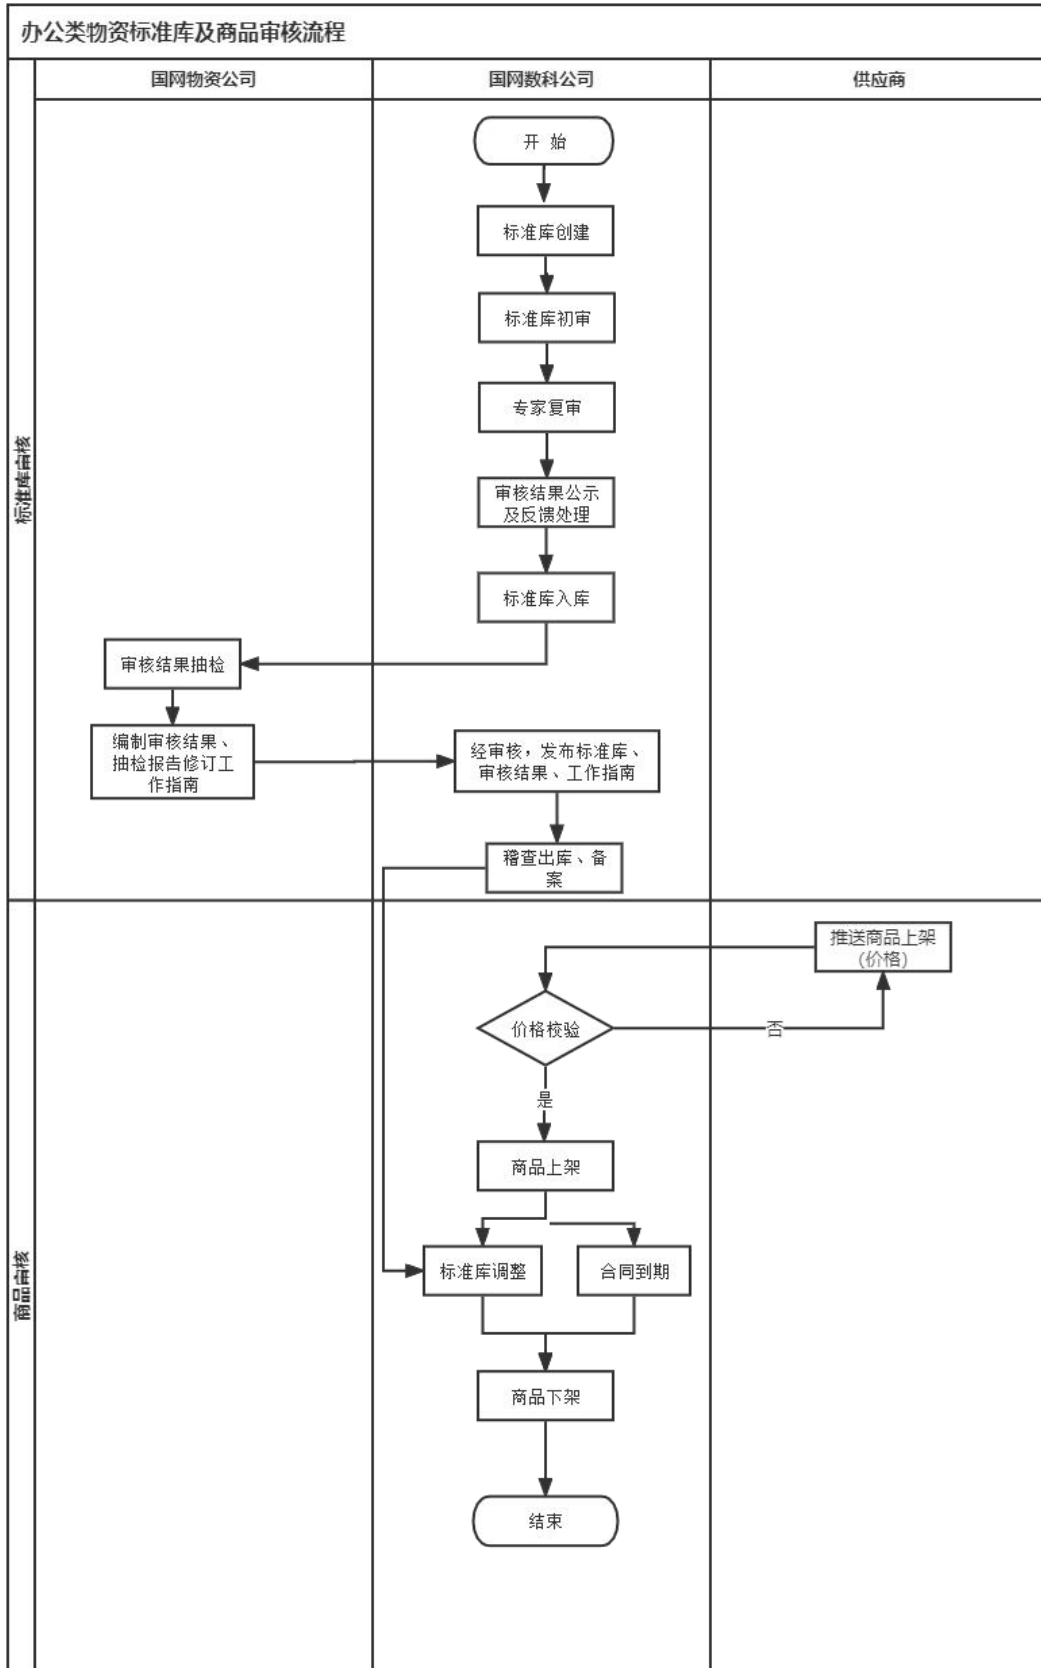 办公类物资标准库及商品审核流程
国网物资公司
国网数科公司
供应商
标准库审核
开 始
标准库创建
标准库初审
专家复审
审核结果公示
及反馈处理
标准库入库
审核结果抽检
编制审核结果、
抽检报告修订工
作指南
经审核，发布标准库、
审核结果、工作指南
稽查出库、备
案
商品审核
推送商品上架
(价格)
价格校验
否
是
商品上架
标准库调整
合同到期
商品下架
结束